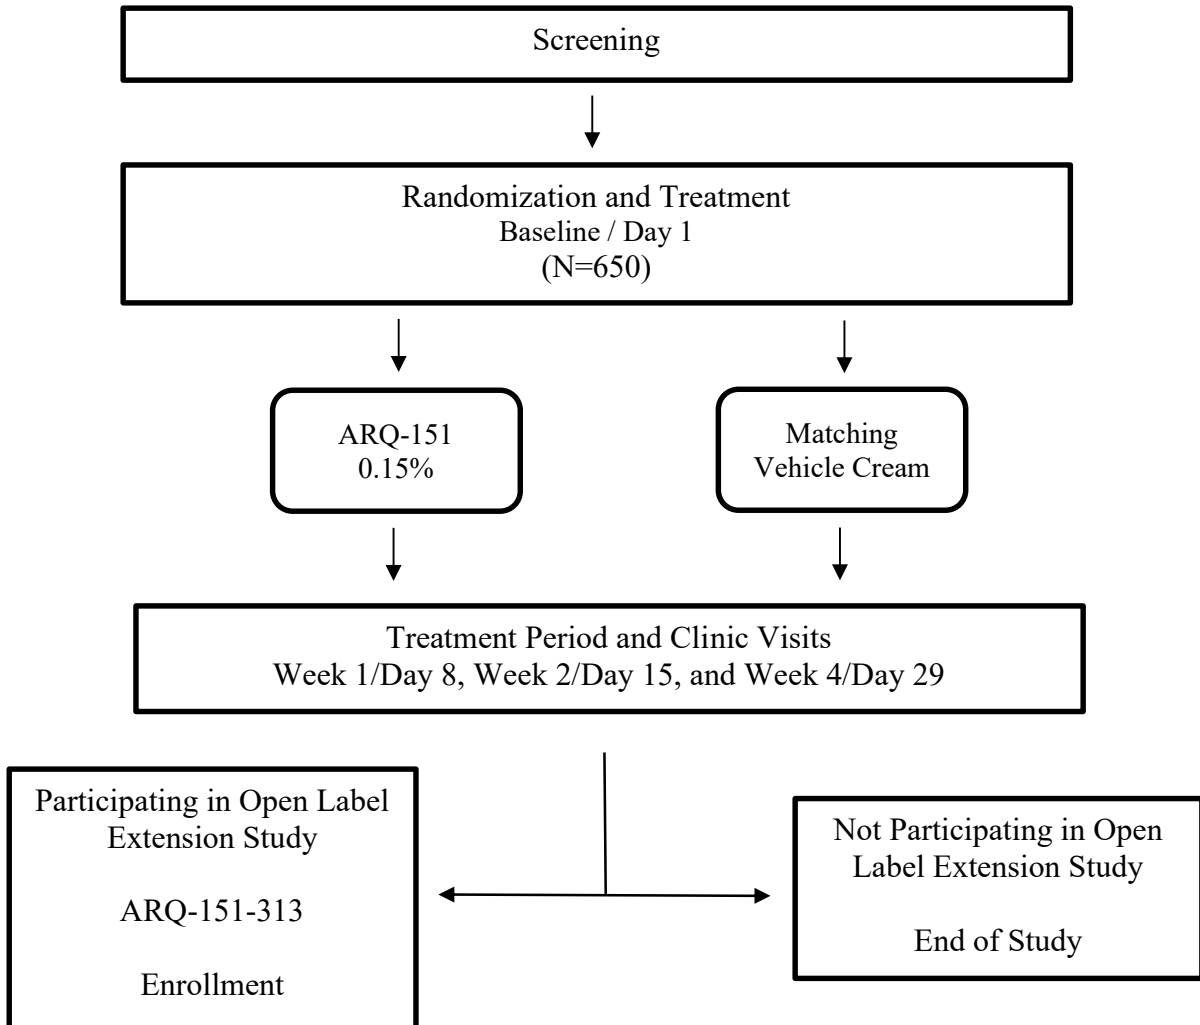 Screening
Randomization and Treatment
Baseline / Day 1
(N=650)
ARQ-151
0.15%
Matching
Vehicle Cream
Treatment Period and Clinic Visits
Week 1/Day 8, Week 2/Day 15, and Week 4/Day 29
Participating in Open Label
Extension Study
ARQ-151-313
Enrollment
Not Participating in Open
Label Extension Study
End of Study